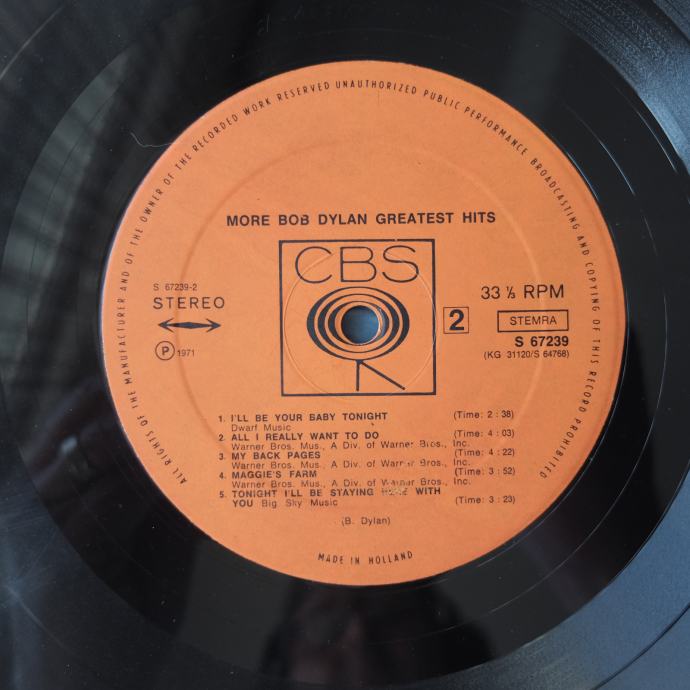 ALL RIGHTS OF THE MANUFACTURER AND OF THE OWNER OF THE RECORDED WORK RESERVED UNAUTHORIZED PUBLIC PERFORMANCE BROADCASTING AND COPYING OF THIS RECORD PROHIBITED
MORE BOB DYLAN GREATEST HITS
CBS
S 67239-2
STEREO
P 1971
2
33 ⅓ RPM
STEMRA
S 67239
(KG 31120/S 64768)
1. I'LL BE YOUR BABY TONIGHT (Time: 2 : 38)
Dwarf Music
2. ALL I REALLY WANT TO DO (Time: 4 : 03)
Warner Bros. Mus., A Div. of Warner Bros., Inc.
3. MY BACK PAGES (Time: 4 : 22)
Warner Bros. Mus., A Div. of Warner Bros., Inc.
4. MAGGIE'S FARM (Time: 3 : 52)
Warner Bros. Mus., A Div. of Warner Bros., Inc.
5. TONIGHT I'LL BE STAYING HERE WITH
YOU Big Sky Music (Time: 3 : 23)
(B. Dylan)
MADE IN HOLLAND